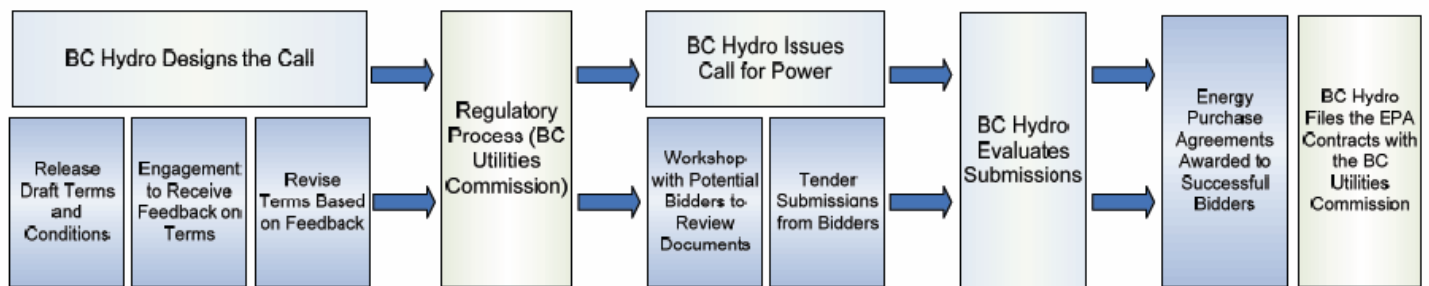 BC Hydro Designs the Call
Release
Draft Terms
and
Conditions
Engagement
to Receive
Feedback on
Terms
Revise
Terms Based
on Feedback
Regulatory
Process (BC
Utilities
Commission)
BC Hydro Issues
Call for Power
Workshop
with Potential
Bidders to
Review
Documents
Tender
Submissions
from Bidders
BC Hydro
Evaluates
Submissions
Energy
Purchase
Agreements
Awarded to
Successful
Bidders
BC Hydro
Files the EPA
Contracts with
the BC
Utilities
Commission